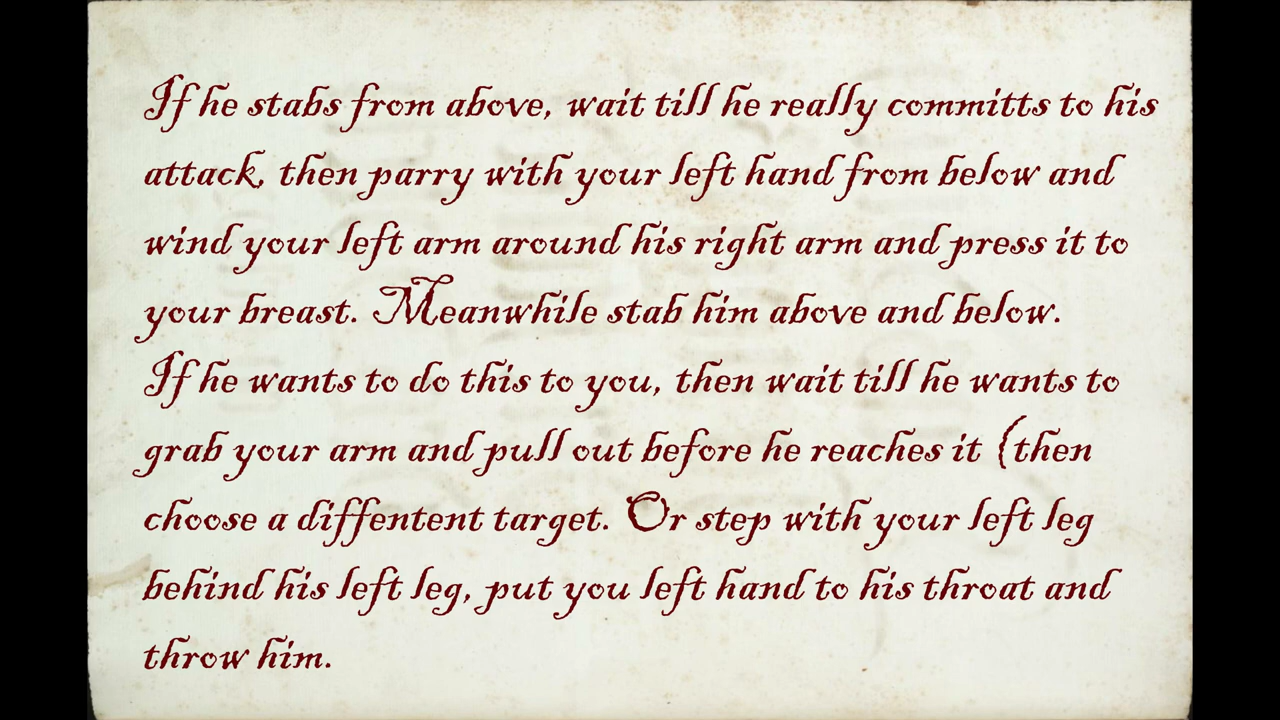 If he stabs from above, wait till he really committs to his
attack, then parry with your left hand from below and
wind your left arm around his right arm and press it to
your breast. Meanwhile stab him above and below.
If he wants to do this to you, then wait till he wants to
grab your arm and pull out before he reaches it (then
choose a diffentent target. Or step with your left leg
behind his left leg, put you left hand to his throat and
throw him.